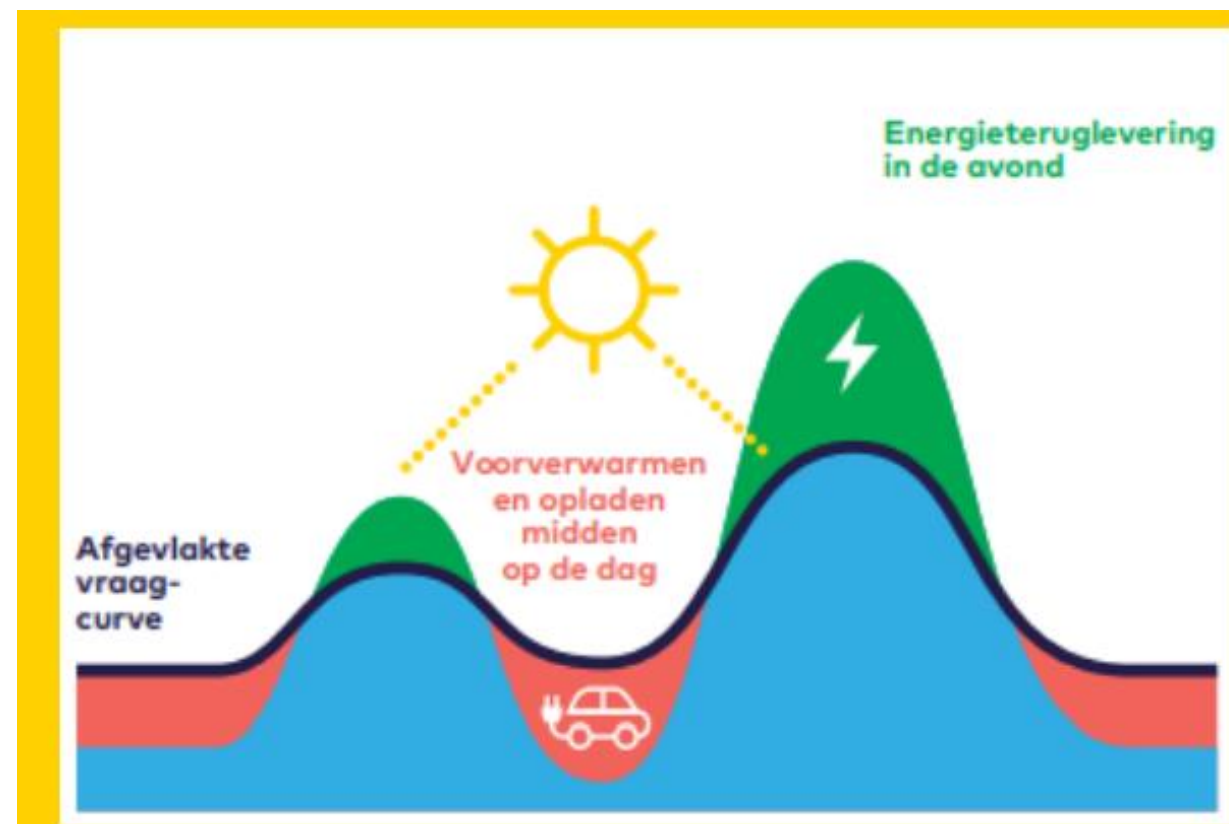 Energieteruglevering
in de avond
Voorverwarmen
en opladen
midden
op de dag
Afgevlakte
vraag-
curve